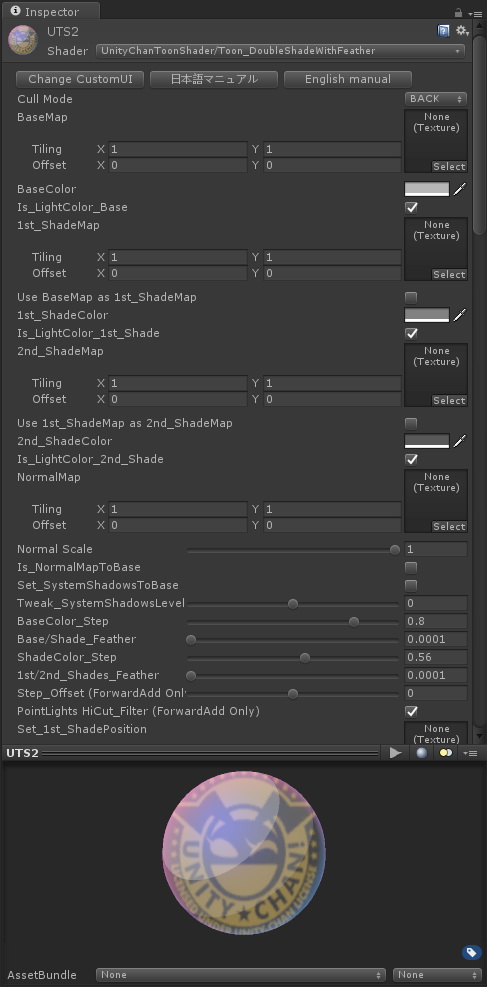 Inspector
UTS2
Shader UnityChanToonShader/Toon_DoubleShadeWithFeather
Change CustomUI 日本語マニュアル English manual
Cull Mode BACK
BaseMap None (Texture)
Tiling X 1 Y 1
Offset X 0 Y 0 Select
BaseColor
Is_LightColor_Base
1st_ShadeMap None (Texture)
Tiling X 1 Y 1
Offset X 0 Y 0 Select
Use BaseMap as 1st_ShadeMap
1st_ShadeColor
Is_LightColor_1st_Shade
2nd_ShadeMap None (Texture)
Tiling X 1 Y 1
Offset X 0 Y 0 Select
Use 1st_ShadeMap as 2nd_ShadeMap
2nd_ShadeColor
Is_LightColor_2nd_Shade
NormalMap None (Texture)
Tiling X 1 Y 1
Offset X 0 Y 0 Select
Normal Scale 1
Is_NormalMapToBase
Set_SystemShadowsToBase
Tweak_SystemShadowsLevel 0
BaseColor_Step 0.8
Base/Shade_Feather 0.0001
ShadeColor_Step 0.56
1st/2nd_Shades_Feather 0.0001
Step_Offset (ForwardAdd Onl 0
PointLights HiCut_Filter (ForwardAdd Only)
Set_1st_ShadePosition None (Texture)
UTS2
UNITY★CHAN!
AssetBundle None None